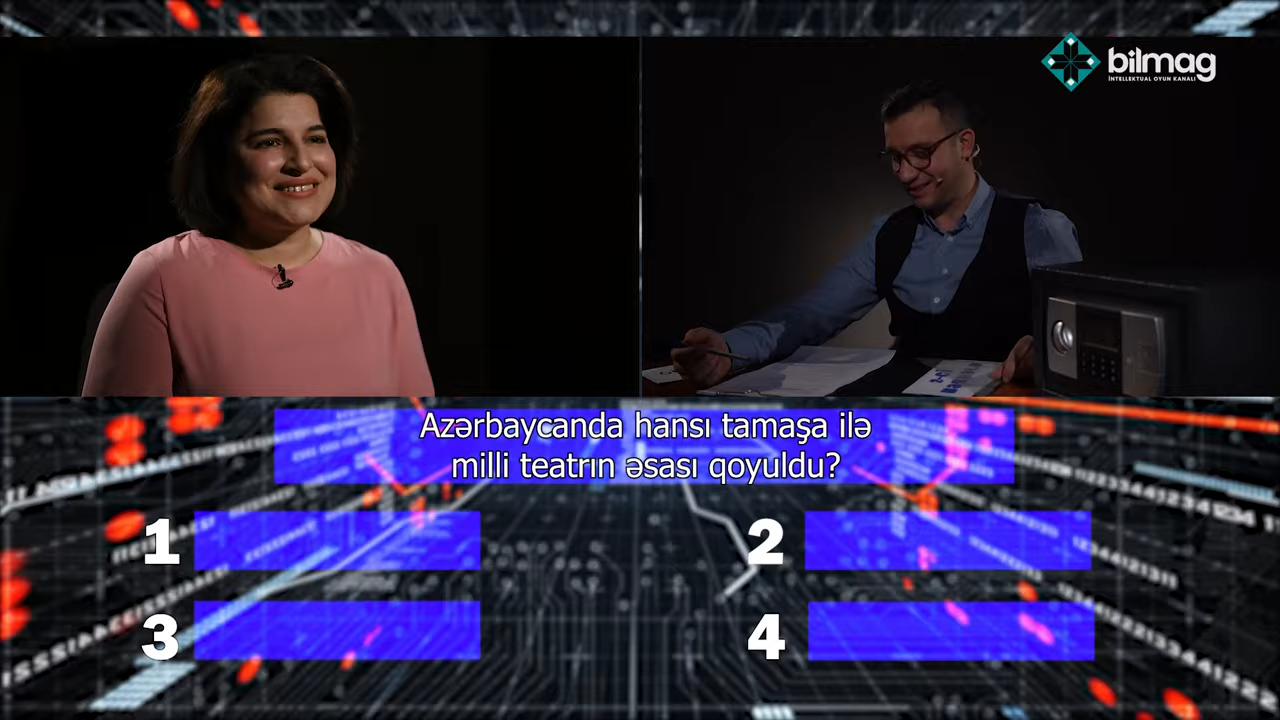 bilmag
İNTELLEKTUAL OYUN KANALI
Azərbaycanda hansı tamaşa ilə
milli teatrın əsası qoyuldu?
1
2
3
4